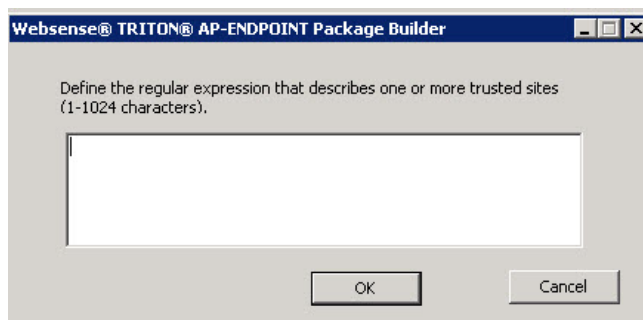 Websense® TRITON® AP-ENDPOINT Package Builder
Define the regular expression that describes one or more trusted sites
(1-1024 characters).
OK
Cancel